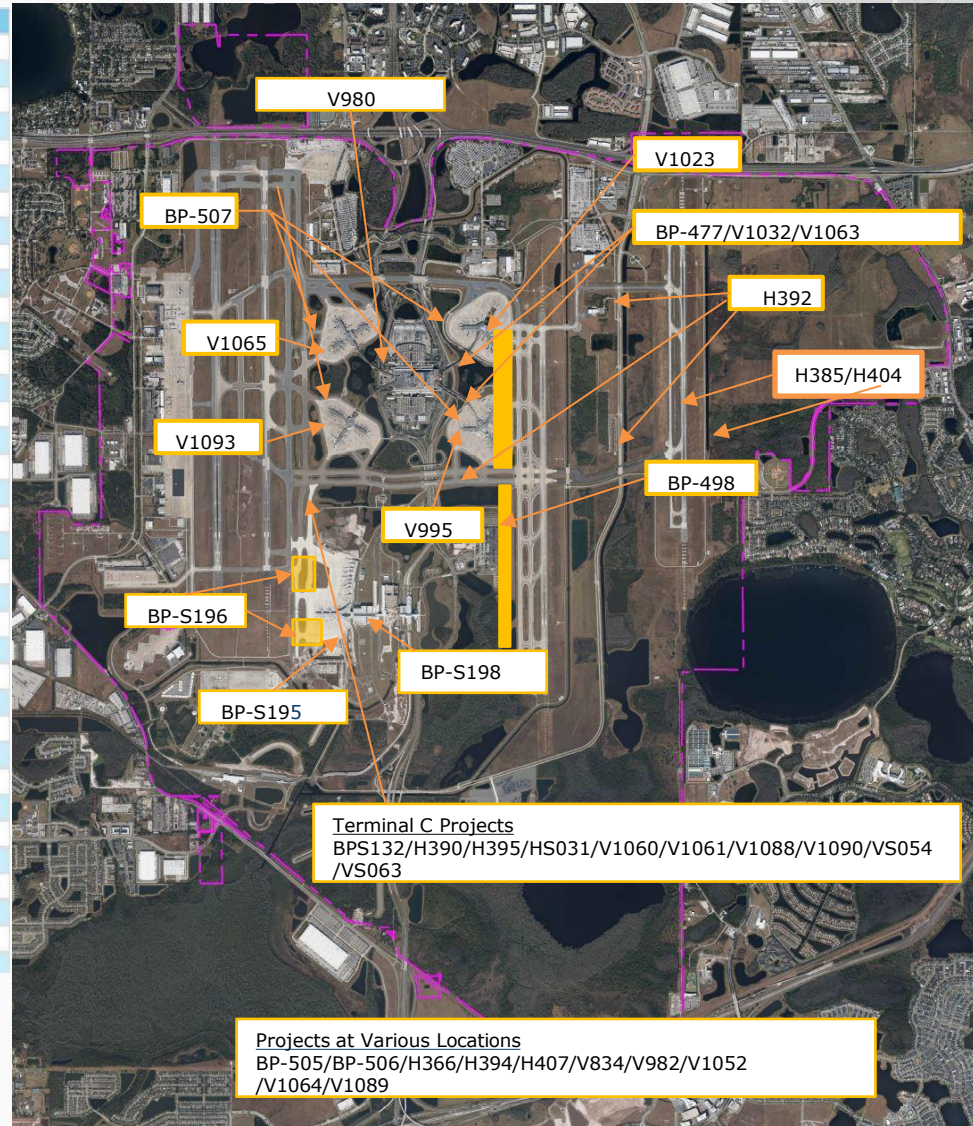 V980
V1023
BP-507
BP-477/V1032/V1063
H392
V1065
H385/H404
V1093
BP-498
V995
BP-S196
BP-S198
BP-S195
Terminal C Projects
BPS132/H390/H395/HS031/V1060/V1061/V1088/V1090/VS054
/VS063
Projects at Various Locations
BP-505/BP-506/H366/H394/H407/V834/V982/V1052
/V1064/V1089